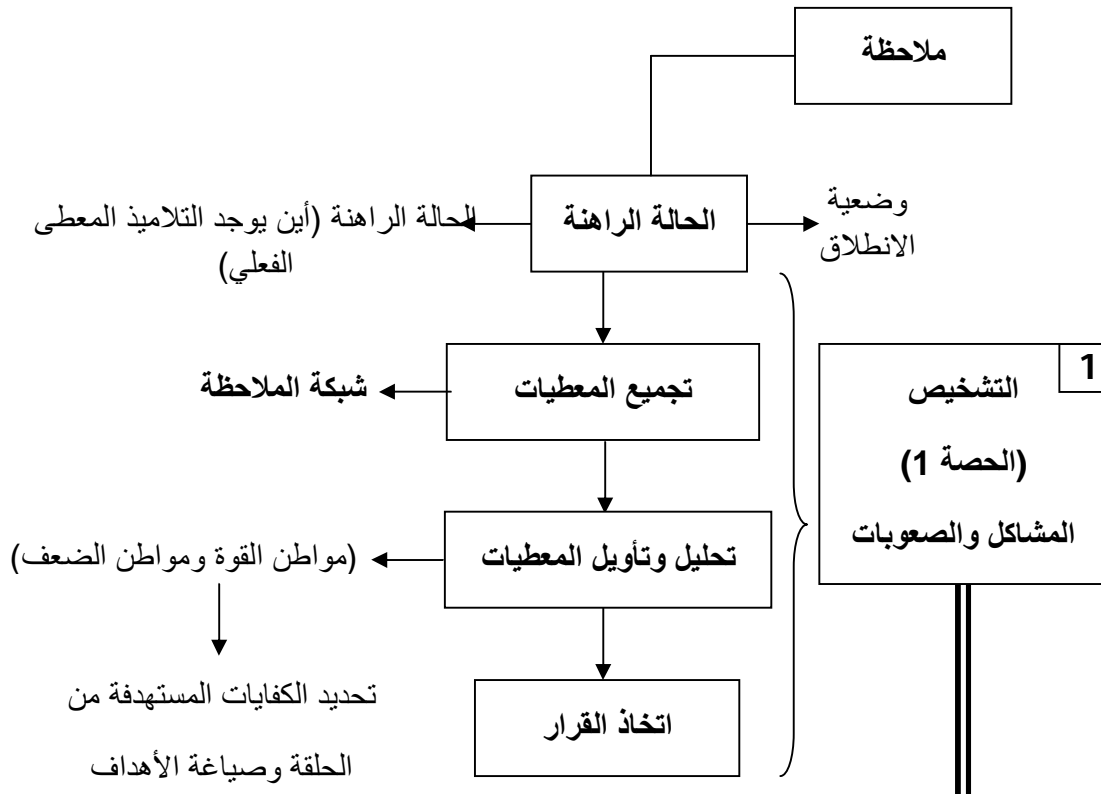 ملاحظة
وضعية
الانطلاق
الحالة الراهنة
الحالة الراهنة (أين يوجد التلاميذ المعطى
الفعلي)
1
التشخيص
(الحصة 1)
المشاكل والصعوبات
تجميع المعطيات
شبكة الملاحظة
تحليل وتأويل المعطيات
(مواطن القوة ومواطن الضعف)
اتخاذ القرار
تحديد الكفايات المستهدفة من
الحلقة وصياغة الأهداف